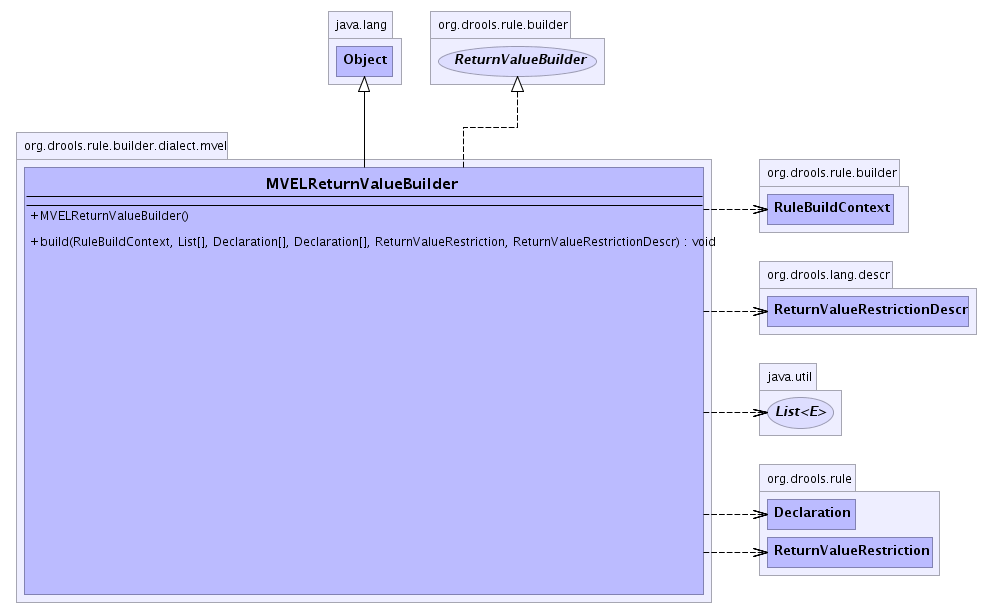 java.lang
Object
org.drools.rule.builder
ReturnValueBuilder
org.drools.rule.builder.dialect.mvel
MVELReturnValueBuilder
+MVELReturnValueBuilder()
+build(RuleBuildContext, List[], Declaration[], Declaration[], ReturnValueRestriction, ReturnValueRestrictionDescr) : void
org.drools.rule.builder
RuleBuildContext
org.drools.lang.descr
ReturnValueRestrictionDescr
java.util
List<E>
org.drools.rule
Declaration
ReturnValueRestriction